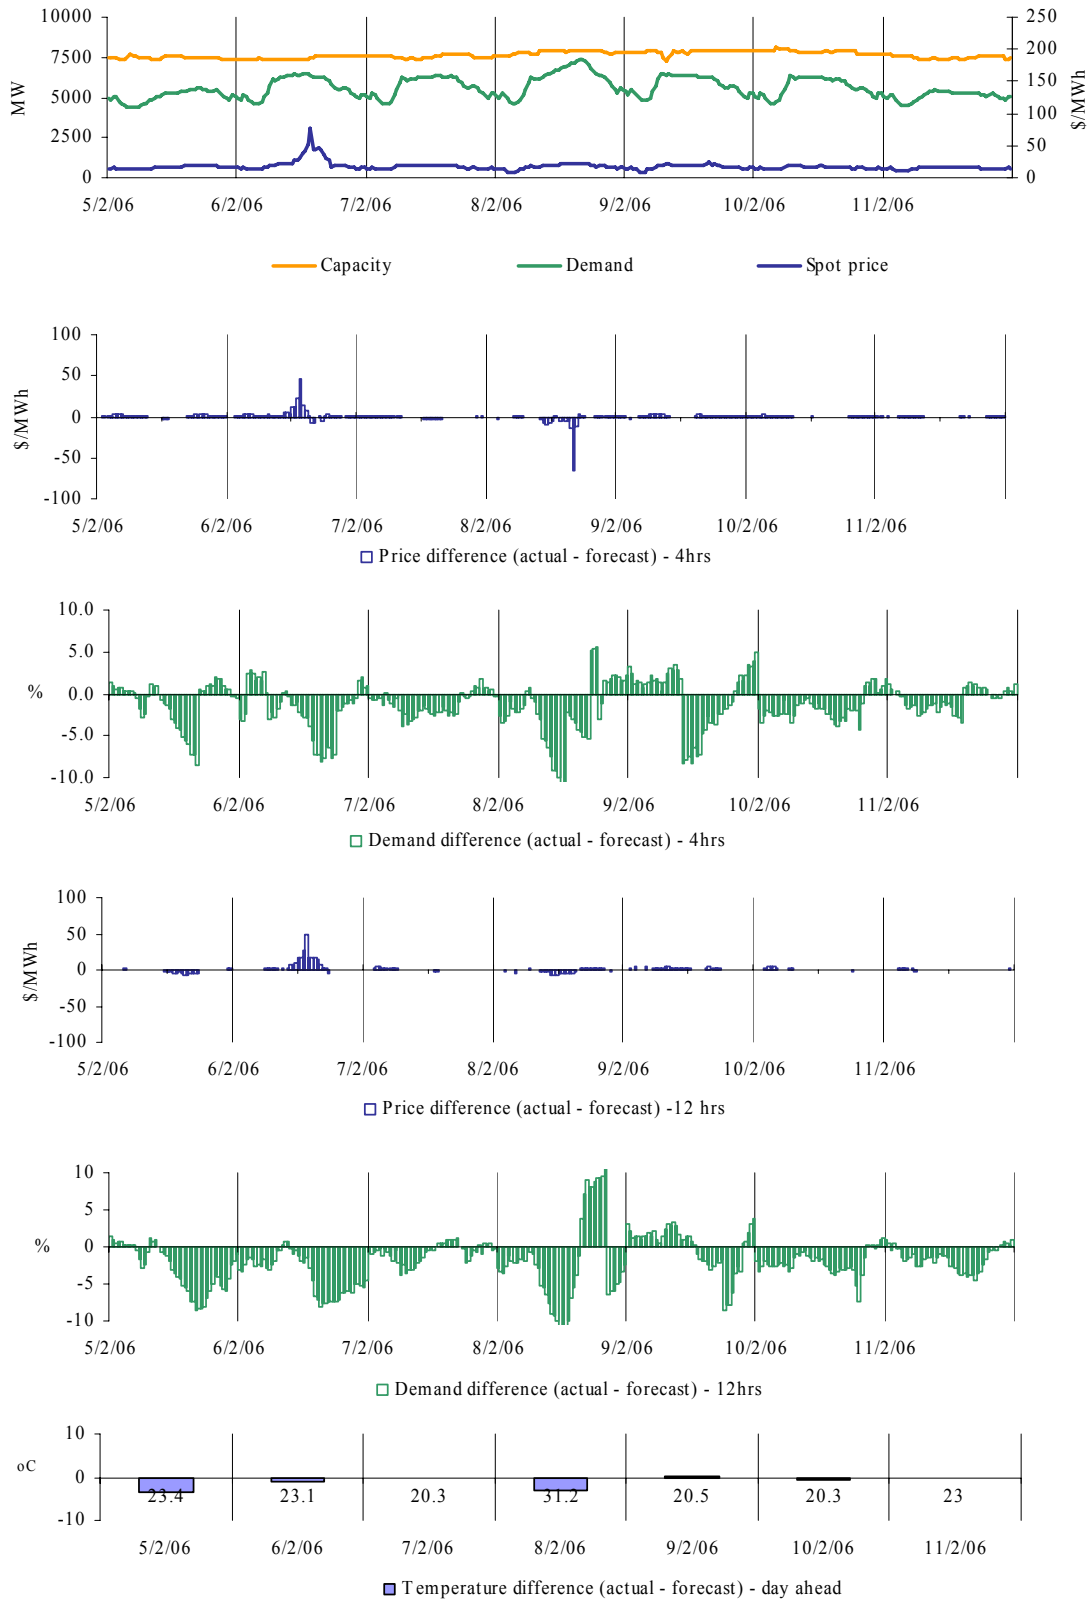 10000
7500
5000
2500
0
MW
250
200
150
100
50
0
$/MWh
5/2/06 6/2/06 7/2/06 8/2/06 9/2/06 10/2/06 11/2/06
Capacity Demand Spot price
100
50
0
-50
-100
$/MWh
5/2/06 6/2/06 7/2/06 8/2/06 9/2/06 10/2/06 11/2/06
Price difference (actual - forecast) - 4hrs
10.0
5.0
0.0
-5.0
-10.0
%
5/2/06 6/2/06 7/2/06 8/2/06 9/2/06 10/2/06 11/2/06
Demand difference (actual - forecast) - 4hrs
100
50
0
-50
-100
$/MWh
5/2/06 6/2/06 7/2/06 8/2/06 9/2/06 10/2/06 11/2/06
Price difference (actual - forecast) -12 hrs
10
5
0
-5
-10
%
5/2/06 6/2/06 7/2/06 8/2/06 9/2/06 10/2/06 11/2/06
Demand difference (actual - forecast) - 12hrs
10
0
-10
oC
23.4 23.1 20.3 31.2 20.5 20.3 23
5/2/06 6/2/06 7/2/06 8/2/06 9/2/06 10/2/06 11/2/06
Temperature difference (actual - forecast) - day ahead